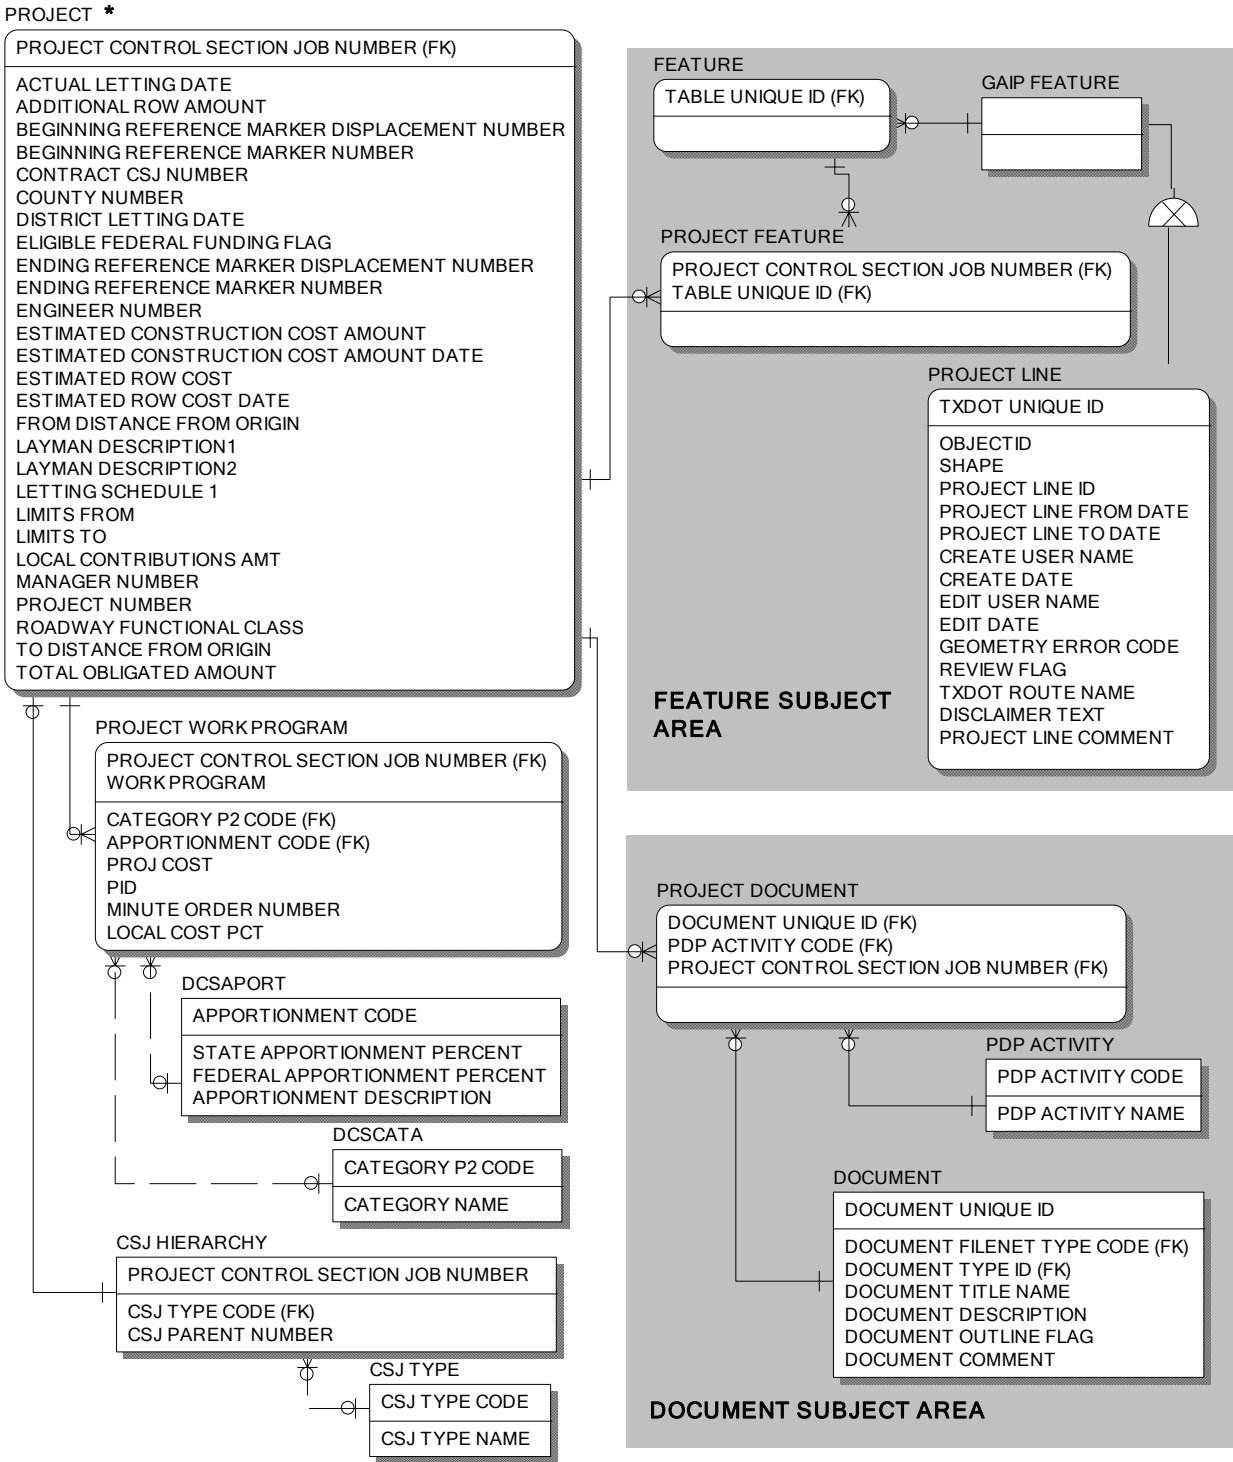 PROJECT *
PROJECT CONTROL SECTION JOB NUMBER (FK)
ACTUAL LETTING DATE
ADDITIONAL ROW AMOUNT
BEGINNING REFERENCE MARKER DISPLACEMENT NUMBER
BEGINNING REFERENCE MARKER NUMBER
CONTRACT CSJ NUMBER
COUNTY NUMBER
DISTRICT LETTING DATE
ELIGIBLE FEDERAL FUNDING FLAG
ENDING REFERENCE MARKER DISPLACEMENT NUMBER
ENDING REFERENCE MARKER NUMBER
ENGINEER NUMBER
ESTIMATED CONSTRUCTION COST AMOUNT
ESTIMATED CONSTRUCTION COST AMOUNT DATE
ESTIMATED ROW COST
ESTIMATED ROW COST DATE
FROM DISTANCE FROM ORIGIN
LAYMAN DESCRIPTION1
LAYMAN DESCRIPTION2
LETTING SCHEDULE 1
LIMITS FROM
LIMITS TO
LOCAL CONTRIBUTIONS AMT
MANAGER NUMBER
PROJECT NUMBER
ROADWAY FUNCTIONAL CLASS
TO DISTANCE FROM ORIGIN
TOTAL OBLIGATED AMOUNT
PROJECT WORK PROGRAM
PROJECT CONTROL SECTION JOB NUMBER (FK)
WORK PROGRAM
CATEGORY P2 CODE (FK)
APPORTIONMENT CODE (FK)
PROJ COST
PID
MINUTE ORDER NUMBER
LOCAL COST PCT
DCSAPORT
APPORTIONMENT CODE
STATE APPORTIONMENT PERCENT
FEDERAL APPORTIONMENT PERCENT
APPORTIONMENT DESCRIPTION
DCSCATA
CATEGORY P2 CODE
CATEGORY NAME
CSJ HIERARCHY
PROJECT CONTROL SECTION JOB NUMBER
CSJ TYPE CODE (FK)
CSJ PARENT NUMBER
CSJ TYPE
CSJ TYPE CODE
CSJ TYPE NAME
FEATURE
TABLE UNIQUE ID (FK)
GAIP FEATURE
PROJECT FEATURE
PROJECT CONTROL SECTION JOB NUMBER (FK)
TABLE UNIQUE ID (FK)
PROJECT LINE
TXDOT UNIQUE ID
OBJECTID
SHAPE
PROJECT LINE ID
PROJECT LINE FROM DATE
PROJECT LINE TO DATE
CREATE USER NAME
CREATE DATE
EDIT USER NAME
EDIT DATE
GEOMETRY ERROR CODE
REVIEW FLAG
TXDOT ROUTE NAME
DISCLAIMER TEXT
PROJECT LINE COMMENT
FEATURE SUBJECT
AREA
PROJECT DOCUMENT
DOCUMENT UNIQUE ID (FK)
PDP ACTIVITY CODE (FK)
PROJECT CONTROL SECTION JOB NUMBER (FK)
PDP ACTIVITY
PDP ACTIVITY CODE
PDP ACTIVITY NAME
DOCUMENT
DOCUMENT UNIQUE ID
DOCUMENT FILENET TYPE CODE (FK)
DOCUMENT TYPE ID (FK)
DOCUMENT TITLE NAME
DOCUMENT DESCRIPTION
DOCUMENT OUTLINE FLAG
DOCUMENT COMMENT
DOCUMENT SUBJECT AREA